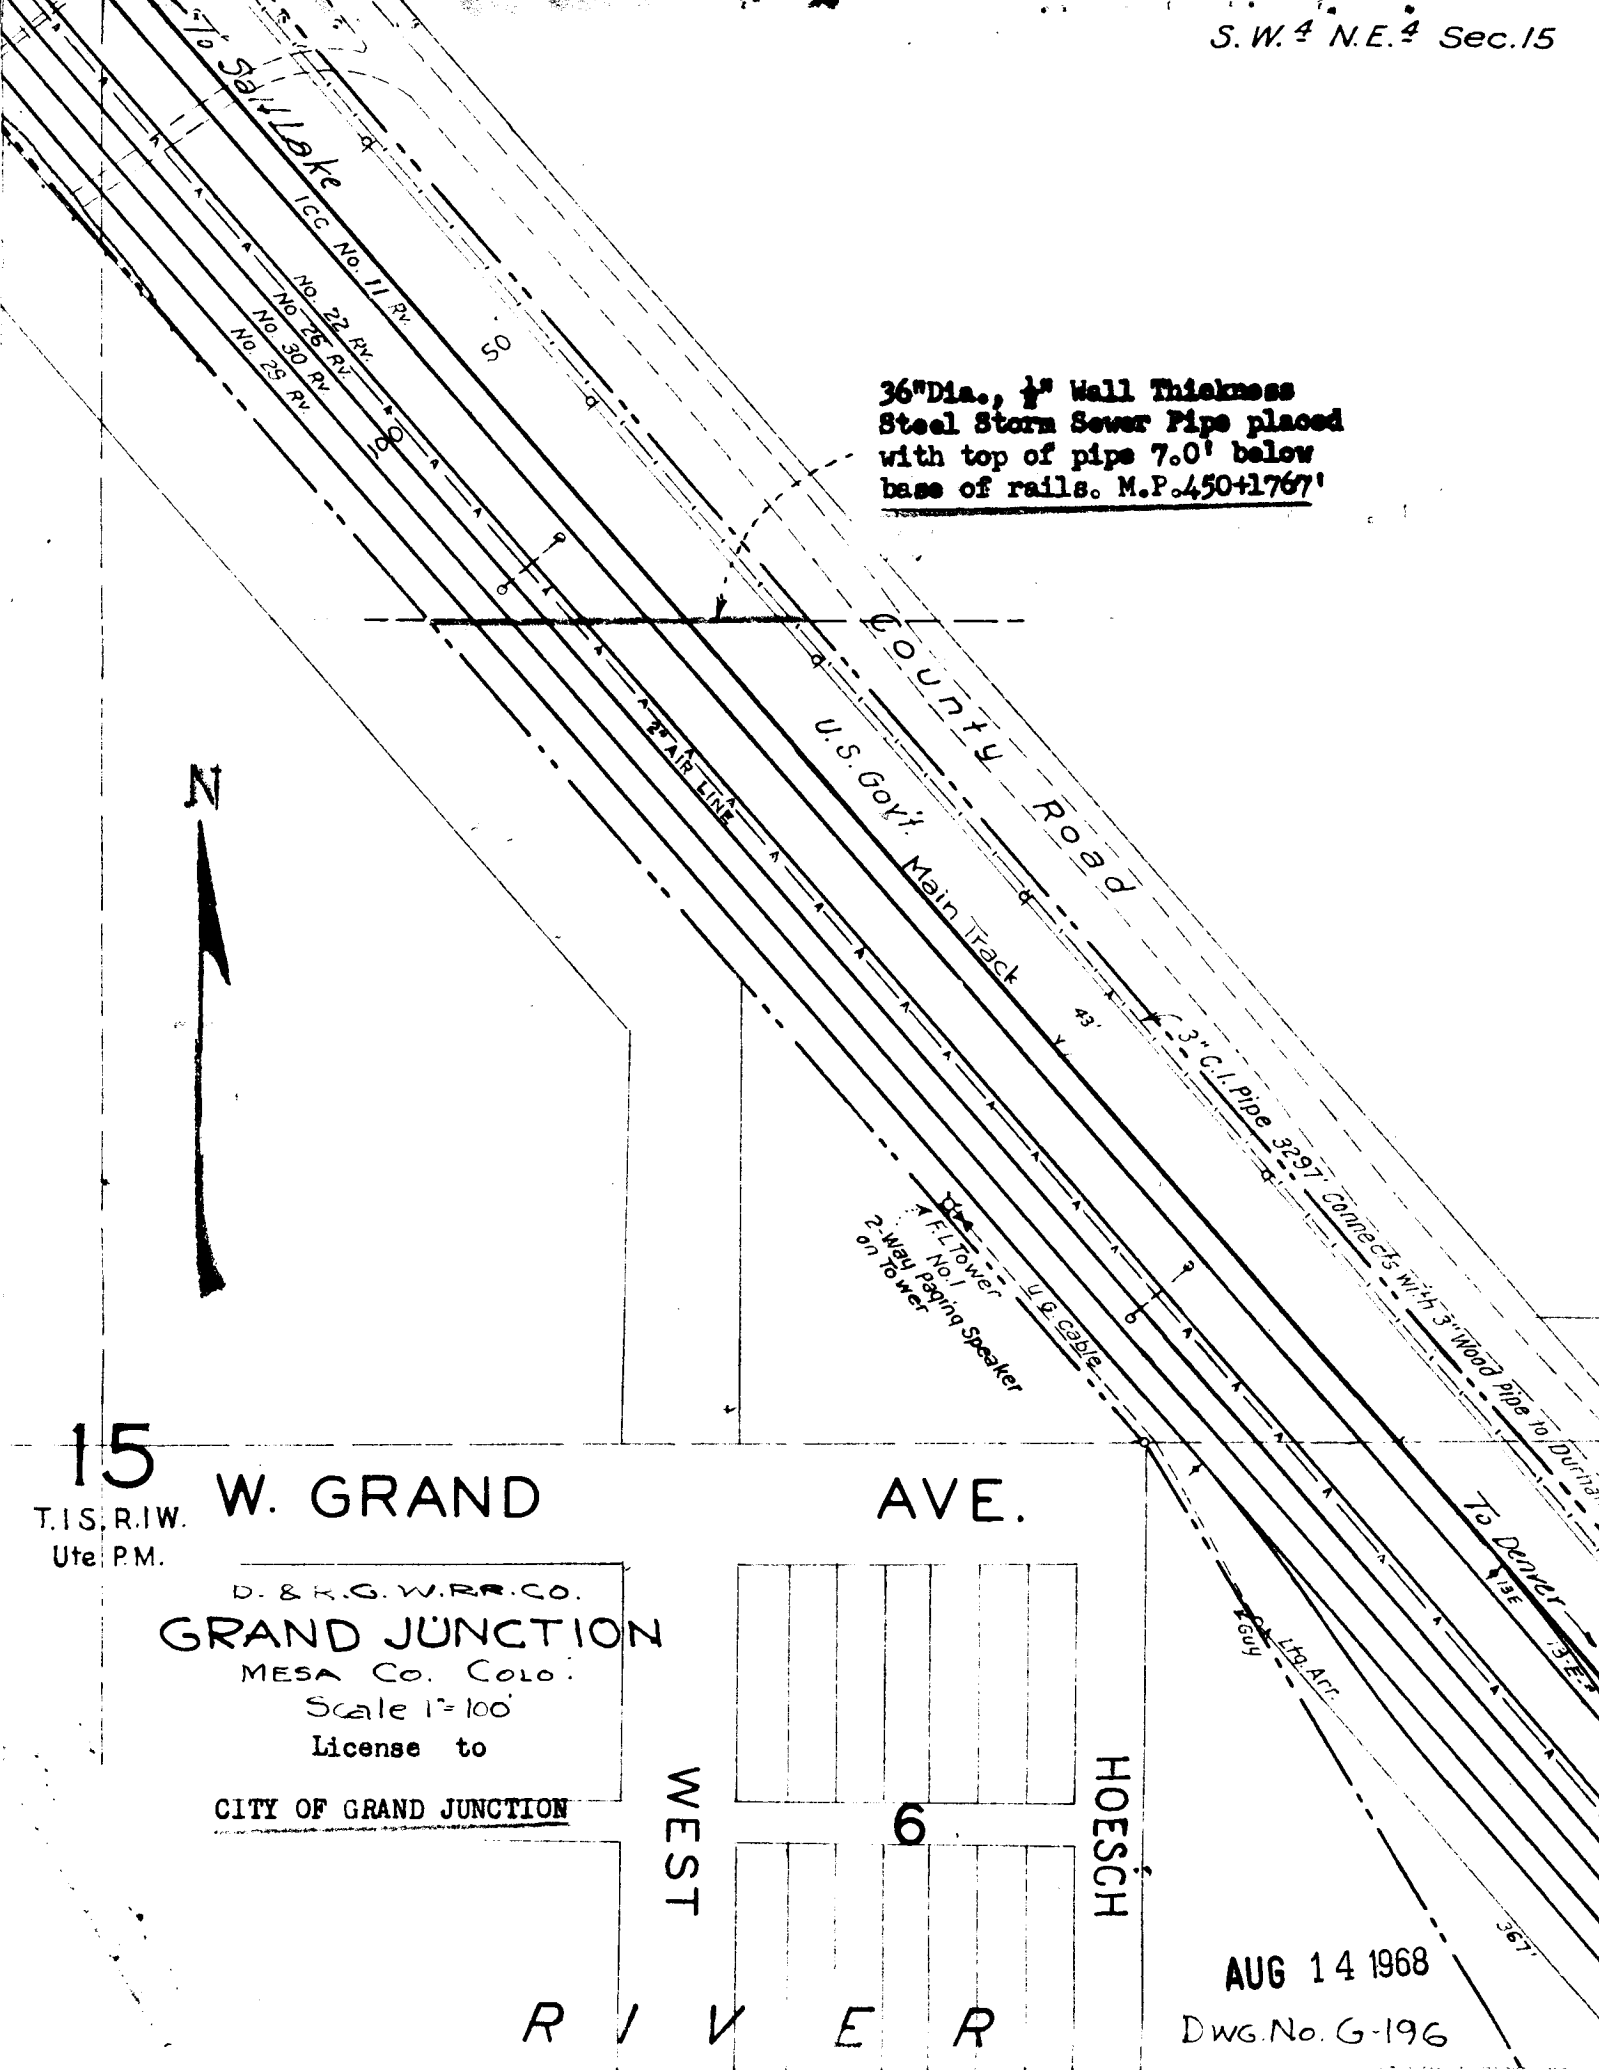 S.W.4 N.E.4 Sec.15
To Salt Lake
ICC No. 11 Rv.
No. 22 Rv.
No. 26 Rv.
No. 30 Rv.
No. 29 Rv.
50
100
36"Dia., ½" Wall Thickness
Steel Storm Sewer Pipe placed
with top of pipe 7.0' below
base of rails. M.P.450+1767'
County Road
U.S. Gov't.
Main Track
2" AIR LINE
N
43'
3" C.I. Pipe 3297' Connects with 3" Wood Pipe to
F.L. Tower
No.1
2-Way Paging Speaker
on Tower
U G cable
15
T.1S. R.1W.
Ute P.M.
W. GRAND AVE.
To Denver
13E
13-E
Guy
Ltg. Arr.
D. & R.G.W.RR.CO.
GRAND JUNCTION
MESA CO. COLO.
Scale 1"=100'
License to
CITY OF GRAND JUNCTION
WEST
6
HOESCH
367'
AUG 14 1968
RIVER
DWG.No. G-196